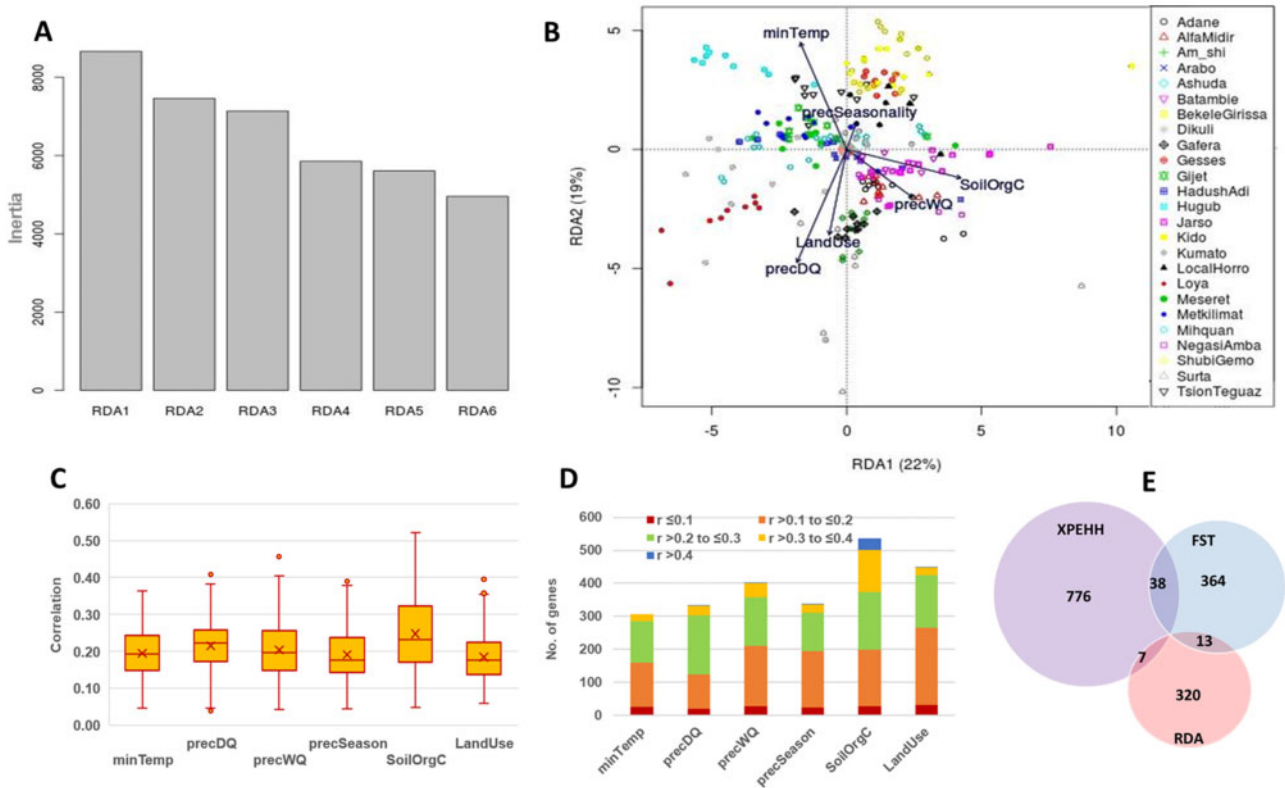 A
Inertia
8000
6000
4000
2000
0
RDA1 RDA2 RDA3 RDA4 RDA5 RDA6
B
RDA2 (19%)
5
0
-5
-10
minTemp
precSeasonality
SoilOrgC
precWQ
LandUse
precDQ
-5 0 5 10
RDA1 (22%)
Adane
AlfaMidir
Am_shi
Arabo
Ashuda
Batambie
BekeleGirissa
Dikuli
Gafera
Gesses
Gijet
HadushAdi
Hugub
Jarso
Kido
Kumato
LocalHorro
Loya
Meseret
Metkilimat
Mihquan
NegasiAmba
ShubiGemo
Surta
TsionTeguaz
C
Correlation
0.60
0.50
0.40
0.30
0.20
0.10
0.00
minTemp precDQ precWQ precSeason SoilOrgC LandUse
D
No. of genes
600
500
400
300
200
100
0
r ≤0.1 r >0.1 to ≤0.2
r >0.2 to ≤0.3 r >0.3 to ≤0.4
r >0.4
minTemp precDQ precWQ precSeason SoilOrgC LandUse
E
XPEHH
FST
776
38
364
13
7
320
RDA